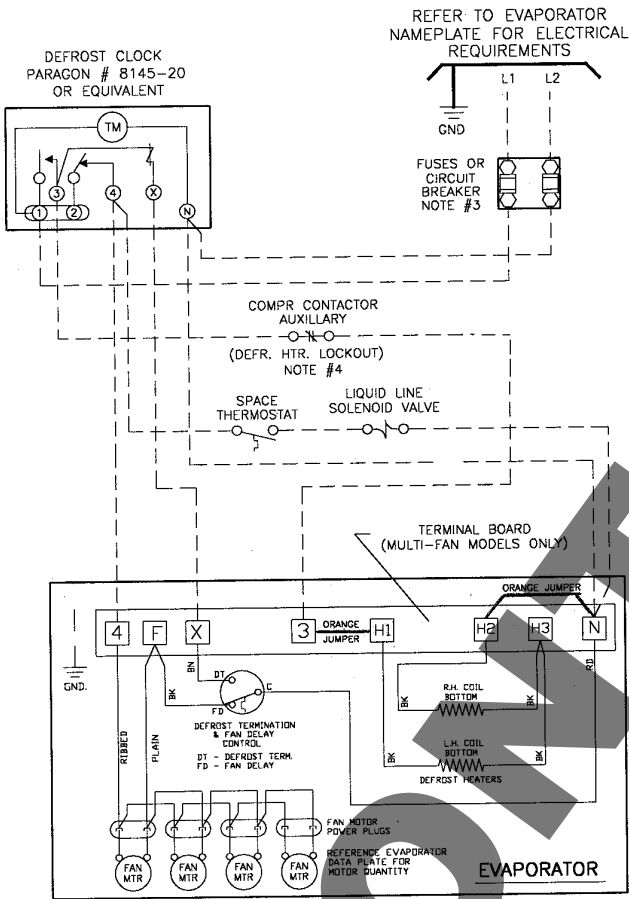 REFER TO EVAPORATOR
NAMEPLATE FOR ELECTRICAL
REQUIREMENTS
L1 L2
GND
DEFROST CLOCK
PARAGON # 8145-20
OR EQUIVALENT
TM
3 4 X
1 2 N
FUSES OR
CIRCUIT
BREAKER
NOTE #3
COMPR CONTACTOR
AUXILLARY
(DEFR. HTR. LOCKOUT)
NOTE #4
SPACE
THERMOSTAT
LIQUID LINE
SOLENOID VALVE
TERMINAL BOARD
(MULTI-FAN MODELS ONLY)
ORANGE JUMPER
4 F X 3 ORANGE JUMPER H1 H2 H3 N
GND.
BN
DT
C
BK
FD
RD
DEFROST TERMINATION
& FAN DELAY
CONTROL
DT - DEFROST TERM.
FD - FAN DELAY
RIBBED
PLAIN
BK
R.H. COIL
BOTTOM
BK
BK
L.H. COIL
BOTTOM
BK
DEFROST HEATERS
FAN MOTOR
POWER PLUGS
REFERENCE EVAPORATOR
DATA PLATE FOR
MOTOR QUANTITY
FAN MTR
FAN MTR
FAN MTR
FAN MTR
EVAPORATOR